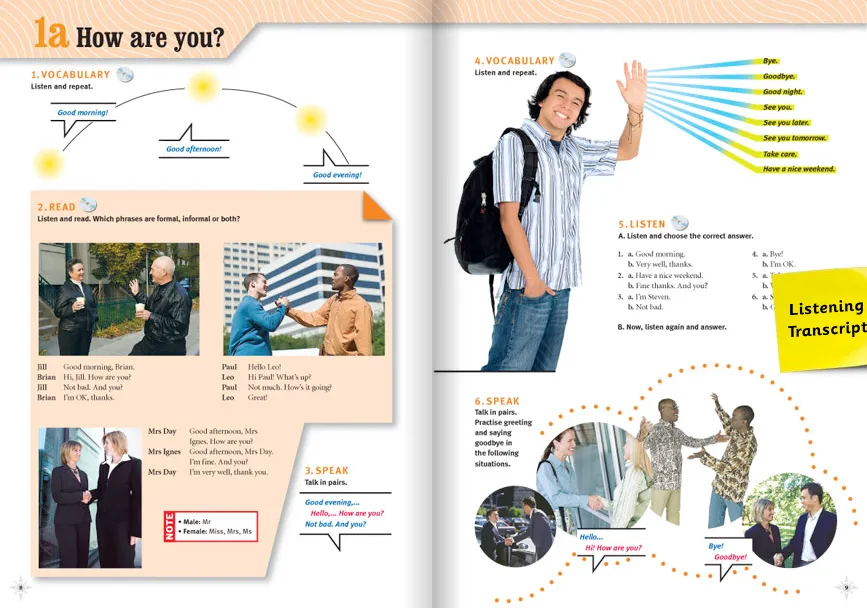 1a How are you?
1. VOCABULARY
Listen and repeat.
Good morning!
Good afternoon!
Good evening!
2. READ
Listen and read. Which phrases are formal, informal or both?
Jill Good morning, Brian.
Brian Hi, Jill. How are you?
Jill Not bad. And you?
Brian I'm OK, thanks.
Paul Hello Leo!
Leo Hi Paul! What's up?
Paul Not much. How's it going?
Leo Great!
Mrs Day Good afternoon, Mrs
Ignes. How are you?
Mrs Ignes Good afternoon, Mrs Day.
I'm fine. And you?
Mrs Day I'm very well, thank you.
NOTE
• Male: Mr
• Female: Miss, Mrs, Ms
3. SPEAK
Talk in pairs.
Good evening,...
Hello,... How are you?
Not bad. And you?
8
4. VOCABULARY
Listen and repeat.
Bye.
Goodbye.
Good night.
See you.
See you later.
See you tomorrow.
Take care.
Have a nice weekend.
5. LISTEN
A. Listen and choose the correct answer.
1. a. Good morning.
b. Very well, thanks.
2. a. Have a nice weekend.
b. Fine thanks. And you?
3. a. I'm Steven.
b. Not bad.
4. a. Bye!
b. I'm OK.
5. a.
b.
6. a.
b.
B. Now, listen again and answer.
Listening
Transcript
6. SPEAK
Talk in pairs.
Practise greeting
and saying
goodbye in
the following
situations.
Hello...
Hi! How are you?
Bye!
Goodbye!
9